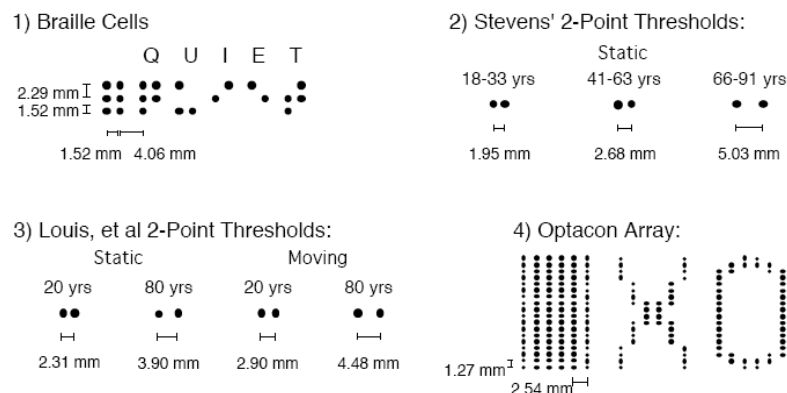 1) Braille Cells
Q U I E T
2.29 mm
1.52 mm
1.52 mm 4.06 mm
2) Stevens' 2-Point Thresholds:
Static
18-33 yrs 41-63 yrs 66-91 yrs
1.95 mm 2.68 mm 5.03 mm
3) Louis, et al 2-Point Thresholds:
Static Moving
20 yrs 80 yrs 20 yrs 80 yrs
2.31 mm 3.90 mm 2.90 mm 4.48 mm
4) Optacon Array:
1.27 mm
2.54 mm